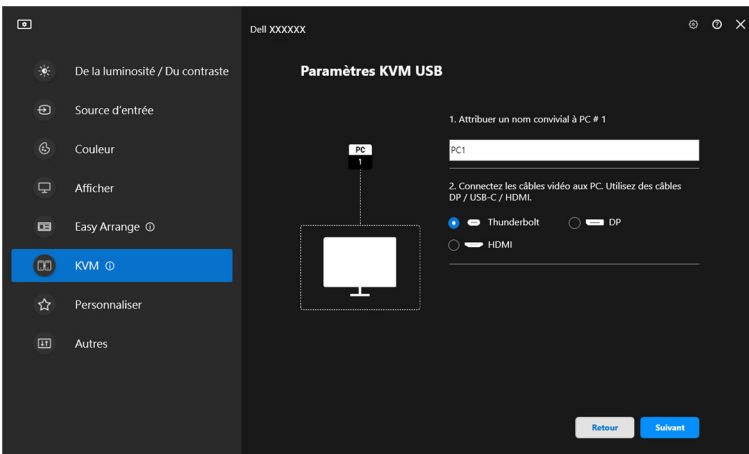 Dell XXXXXX
De la luminosité / Du contraste
Source d'entrée
Couleur
Afficher
Easy Arrange
KVM
Personnaliser
Autres
Paramètres KVM USB
PC
1
1. Attribuer un nom convivial à PC # 1
PC1
2. Connectez les câbles vidéo aux PC. Utilisez des câbles
DP / USB-C / HDMI.
Thunderbolt
DP
HDMI
Retour
Suivant